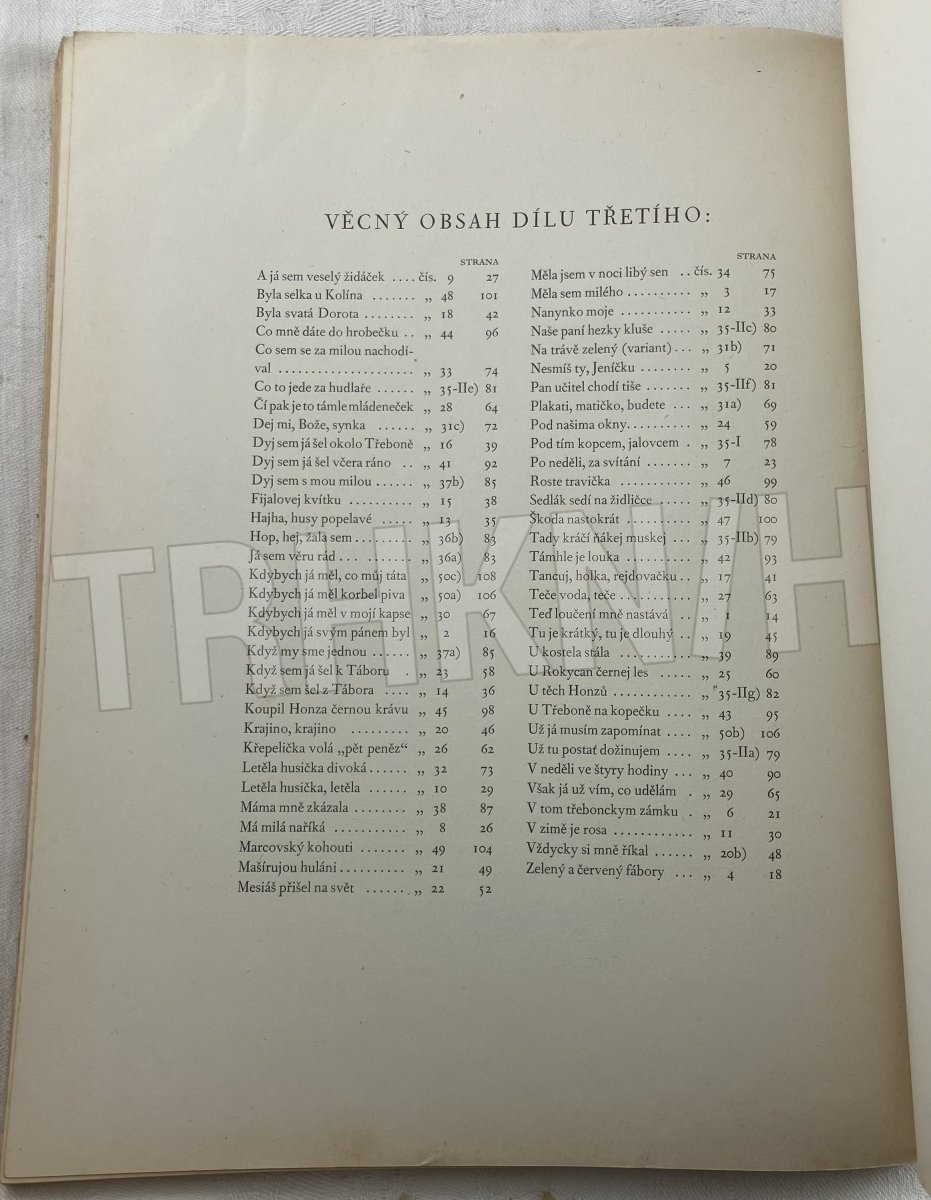 VĚCNÝ OBSAH DÍLU TŘETÍHO:
STRANA
A já sem veselý židáček .... čís. 9 27
Byla selka u Kolína ....... „ 48 101
Byla svatá Dorota ........ „ 18 42
Co mně dáte do hrobečku .. „ 44 96
Co sem se za milou nachodí-
val ..................... „ 33 74
Co to jede za hudlaře ...... „ 35-IIe) 81
Čí pak je to támle mládeneček „ 28 64
Dej mi, Bože, synka ...... „ 31c) 72
Dyj sem já šel okolo Třeboně „ 16 39
Dyj sem já šel včera ráno .. „ 41 92
Dyj sem s mou milou ...... „ 37b) 85
Fijalovej kvítku .......... „ 15 38
Hajha, husy popelavé ..... „ 13 35
Hop, hej, žala sem ........ „ 36b) 83
Já sem věru rád ... ....... „ 36a) 83
Kdybych já měl, co můj táta „ 50c) 108
Kdybych já měl korbel piva „ 50a) 106
Kdybych já měl v mojí kapse „ 30 67
Kdybych já svým pánem byl „ 2 16
Když my sme jednou ...... „ 37a) 85
Když sem já šel k Táboru . „ 23 58
Když sem šel z Tábora .... „ 14 36
Koupil Honza černou krávu „ 45 98
Krajino, krajino ......... „ 20 46
Křepelička volá „pět peněz“ „ 26 62
Letěla husička divoká ...... „ 32 73
Letěla husička, letěla ...... „ 10 29
Máma mně zkázala ........ „ 38 87
Má milá naříká .......... „ 8 26
Marcovský kohouti ....... „ 49 104
Mašírujou huláni .......... „ 21 49
Mesiáš přišel na svět ...... „ 22 52
STRANA
Měla jsem v noci libý sen .. čís. 34 75
Měla sem milého .......... „ 3 17
Nanynko moje ........... „ 12 33
Naše paní hezky kluše ..... „ 35-IIc) 80
Na trávě zelený (variant) ... „ 31b) 71
Nesmíš ty, Jeníčku ........ „ 5 20
Pan učitel chodí tiše ....... „ 35-IIf) 81
Plakati, matičko, budete ... „ 31a) 69
Pod našima okny.......... „ 24 59
Pod tím kopcem, jalovcem . „ 35-I 78
Po neděli, za svítání ....... „ 7 23
Roste travička ........... „ 46 99
Sedlák sedí na židličce ..... „ 35-IId) 80
Škoda nastokrát .......... „ 47 100
Tady kráčí ňákej muskej ... „ 35-IIb) 79
Támhle je louka .......... „ 42 93
Tancuj, holka, rejdovačku .. „ 17 41
Teče voda, teče ........... „ 27 63
Teď loučení mně nastává .. „ 1 14
Tu je krátký, tu je dlouhý .. „ 19 45
U kostela stála ........... „ 39 89
U Rokycan černej les ..... „ 25 60
U těch Honzů ............ „ 35-IIg) 82
U Třeboně na kopečku .... „ 43 95
Už já musím zapomínat .. „ 50b) 106
Už tu postať dožinujem .... „ 35-IIa) 79
V neděli ve štyry hodiny ... „ 40 90
Však já už vím, co udělám . „ 29 65
V tom třebonckym zámku . „ 6 21
V zimě je rosa ............ „ 11 30
Vždycky si mně říkal ...... „ 20b) 48
Zelený a červený fábory ... „ 4 18
TRHKNIH